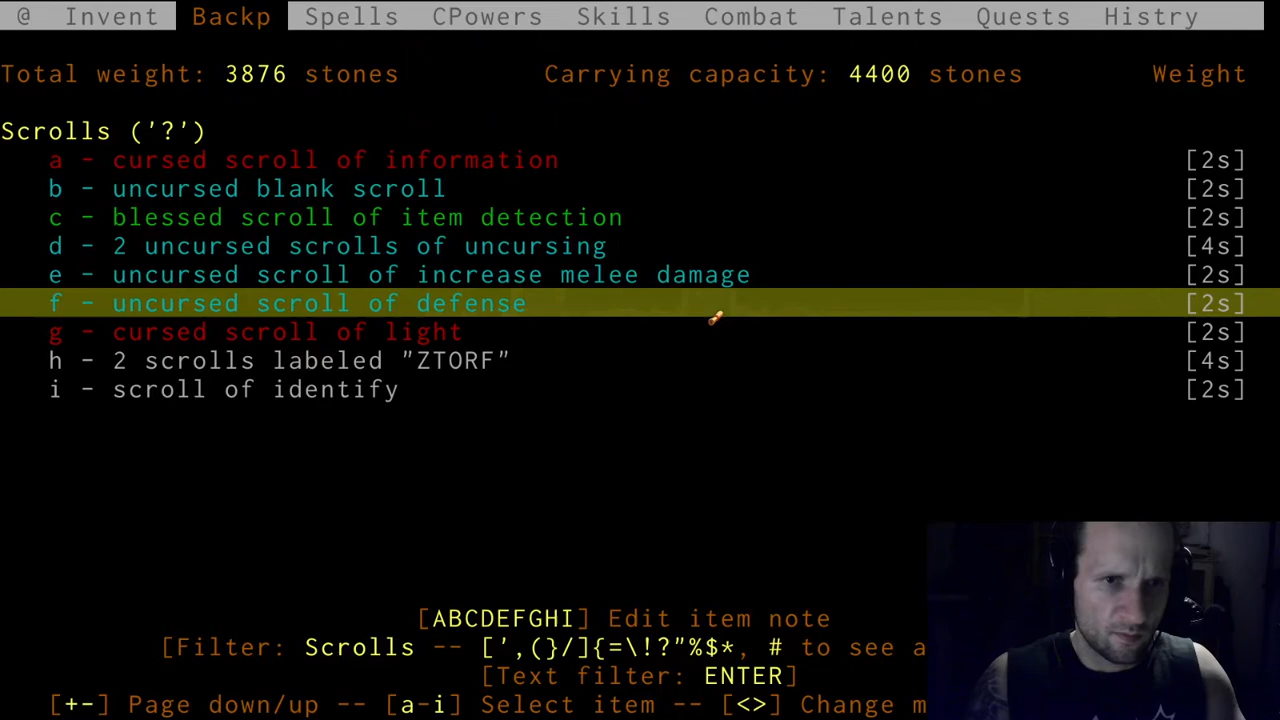 @ Invent Backp Spells CPowers Skills Combat Talents Quests Histry
Total weight: 3876 stones Carrying capacity: 4400 stones Weight
Scrolls ('?')
a - cursed scroll of information [2s]
b - uncursed blank scroll [2s]
c - blessed scroll of item detection [2s]
d - 2 uncursed scrolls of uncursing [4s]
e - uncursed scroll of increase melee damage [2s]
f - uncursed scroll of defense [2s]
g - cursed scroll of light [2s]
h - 2 scrolls labeled "ZTORF" [4s]
i - scroll of identify [2s]
[ABCDEFGHI] Edit item note
[Filter: Scrolls -- [',(}/]{=\!?"%$*, # to see a
[Text filter: ENTER]
[+-] Page down/up -- [a-i] Select item -- [<>] Change m